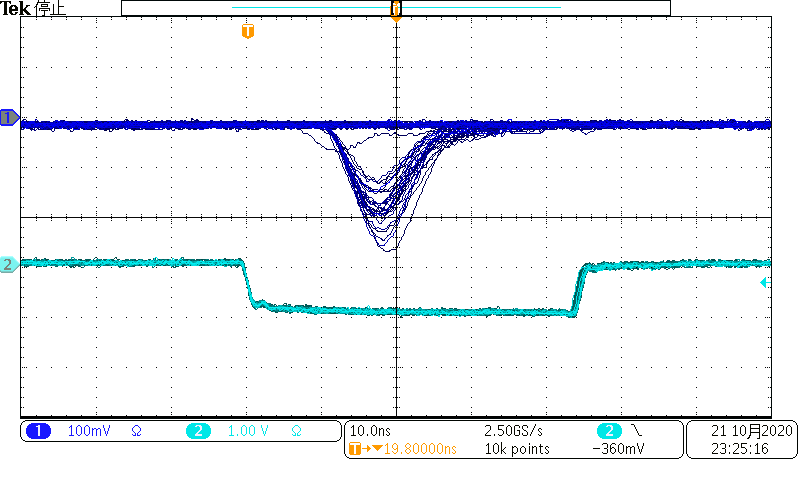 Tek 停止
T
1
2
1 100mV Ω 2 1.00 V Ω
10.0ns 2.50GS/s 2
T→▼19.80000ns 10k points −360mV
21 10月2020
23:25:16